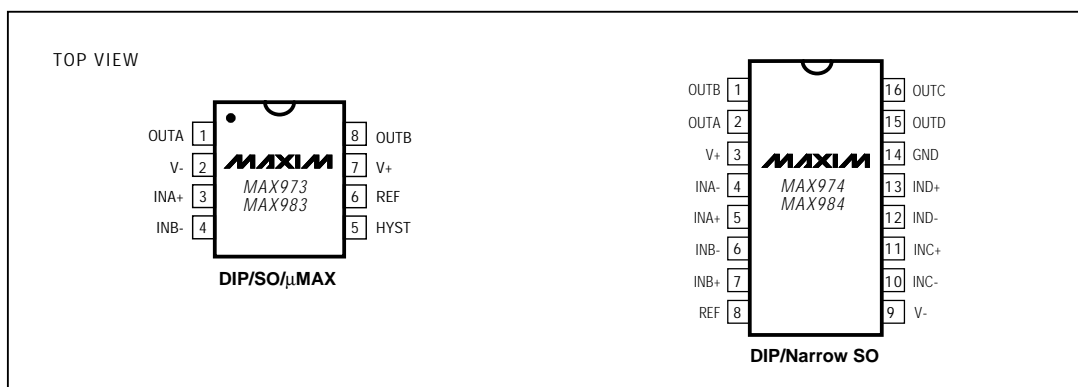 TOP VIEW
OUTA 1
V- 2
INA+ 3
INB- 4
MAXIM
MAX973
MAX983
8 OUTB
7 V+
6 REF
5 HYST
DIP/SO/µMAX
OUTB 1
OUTA 2
V+ 3
INA- 4
INA+ 5
INB- 6
INB+ 7
REF 8
MAXIM
MAX974
MAX984
16 OUTC
15 OUTD
14 GND
13 IND+
12 IND-
11 INC+
10 INC-
9 V-
DIP/Narrow SO